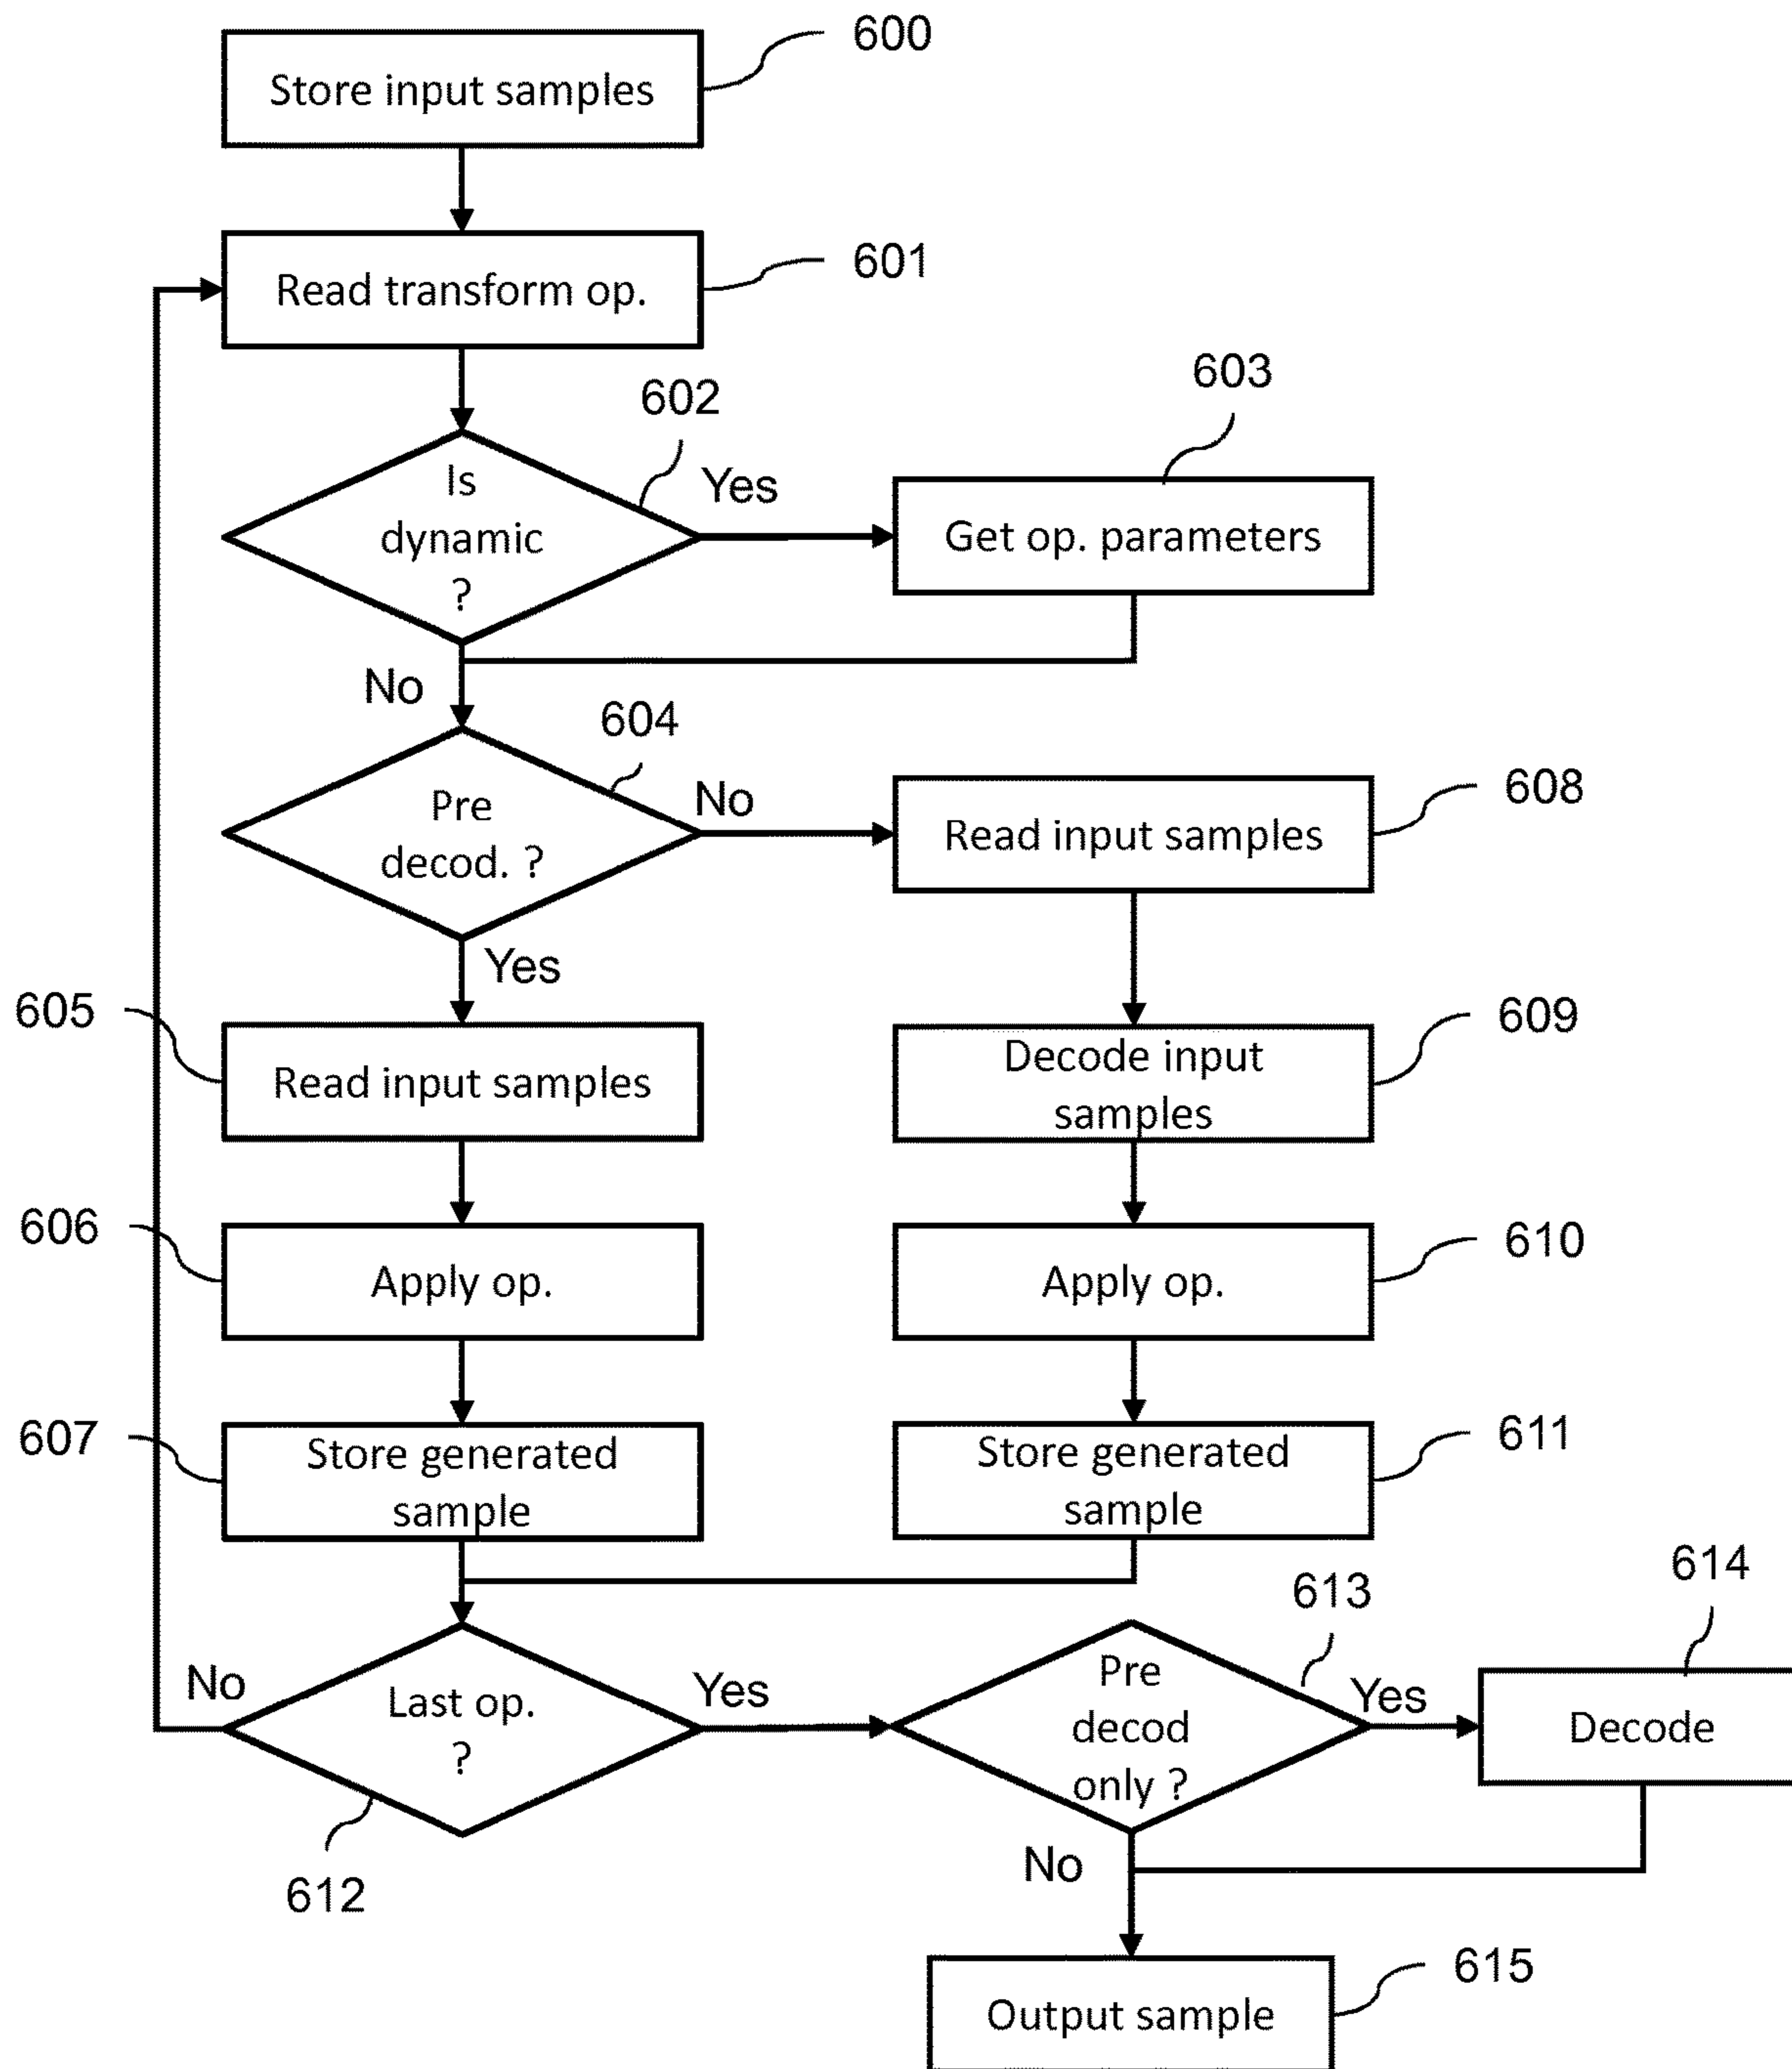 600
Store input samples
601
Read transform op.
602
603
Is
dynamic
?
Yes
Get op. parameters
No
604
Pre
decod. ?
No
608
Read input samples
Yes
605
Read input samples
609
Decode input
samples
606
Apply op.
610
Apply op.
607
Store generated
sample
611
Store generated
sample
612
Last op.
?
No
Yes
613
Pre
decod
only ?
Yes
614
Decode
No
615
Output sample